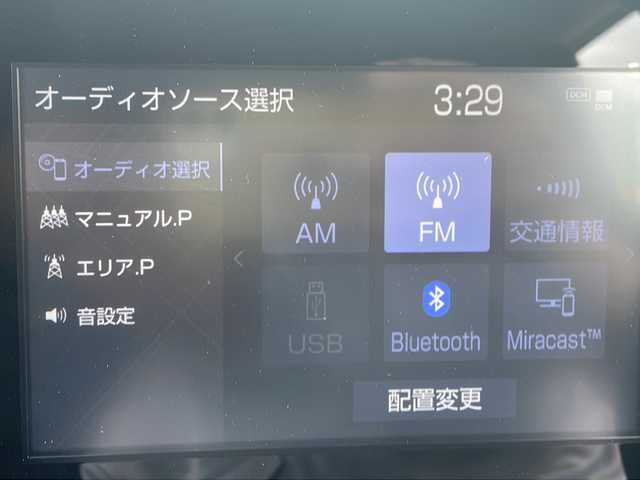 オーディオソース選択
3:29
DCM
DCM
オーディオ選択
マニュアル.P
エリア.P
音設定
AM
FM
交通情報
USB
Bluetooth
Miracast™
配置変更